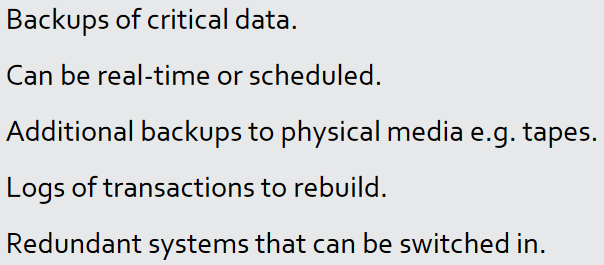 Backups of critical data.
Can be real-time or scheduled.
Additional backups to physical media e.g. tapes.
Logs of transactions to rebuild.
Redundant systems that can be switched in.